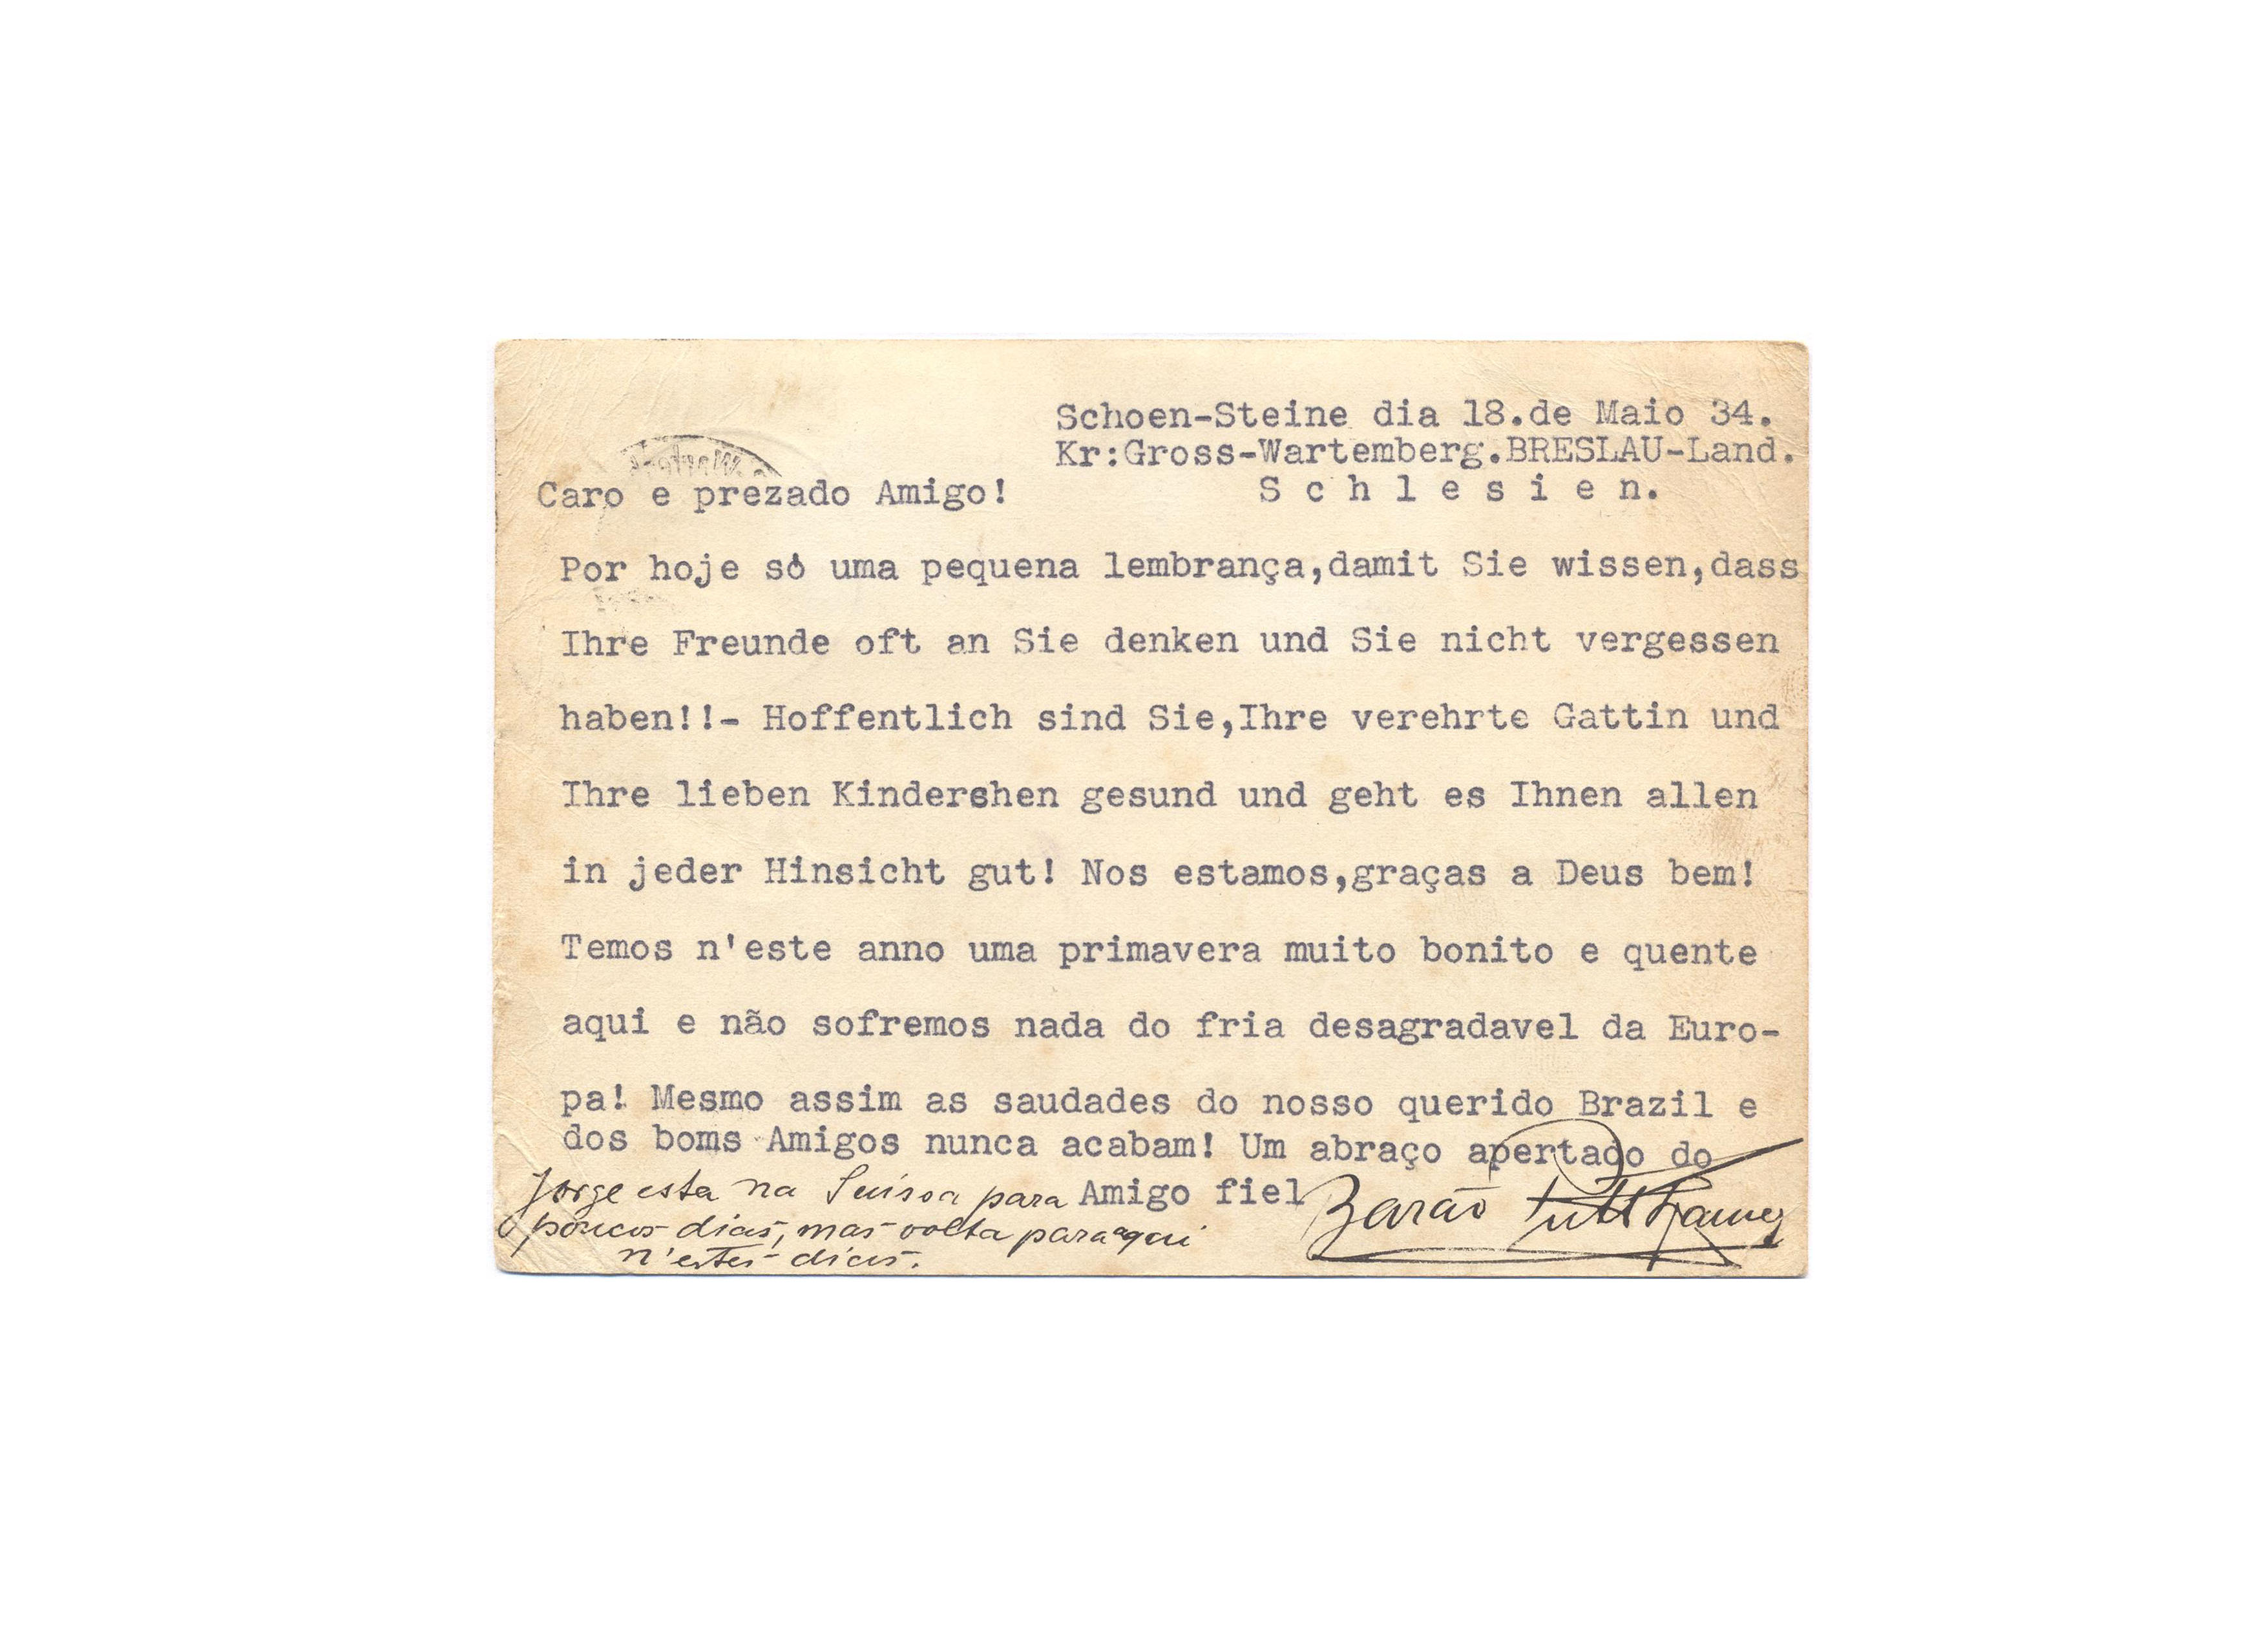 Schoen-Steine dia 18.de Maio 34.
Kr:Gross-Wartemberg.BRESLAU-Land.
S c h l e s i e n.
Caro e prezado Amigo!
Por hoje só uma pequena lembrança,damit Sie wissen,dass
Ihre Freunde oft an Sie denken und Sie nicht vergessen
haben!!- Hoffentlich sind Sie,Ihre verehrte Gattin und
Ihre lieben Kindershen gesund und geht es Ihnen allen
in jeder Hinsicht gut! Nos estamos,graças a Deus bem!
Temos n'este anno uma primavera muito bonito e quente
aqui e não sofremos nada do fria desagradavel da Euro-
pa! Mesmo assim as saudades do nosso querido Brazil e
dos boms Amigos nunca acabam! Um abraço apertado do
Amigo fiel
Barão
Jorge esta na Suissa para
poucos dias, mas volta para aqui
n'estes dias.